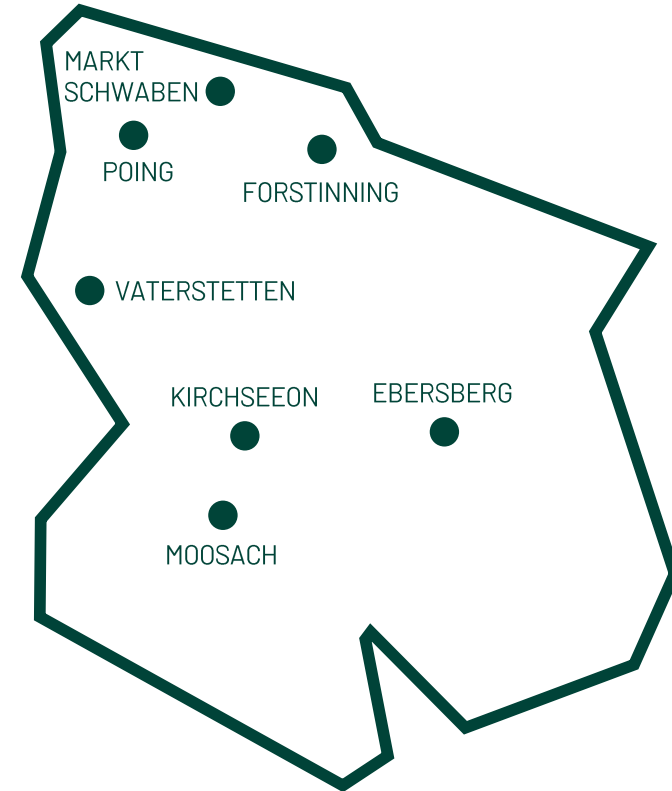 MARKT
SCHWABEN
POING
FORSTINNING
VATERSTETTEN
KIRCHSEEON
EBERSBERG
MOOSACH